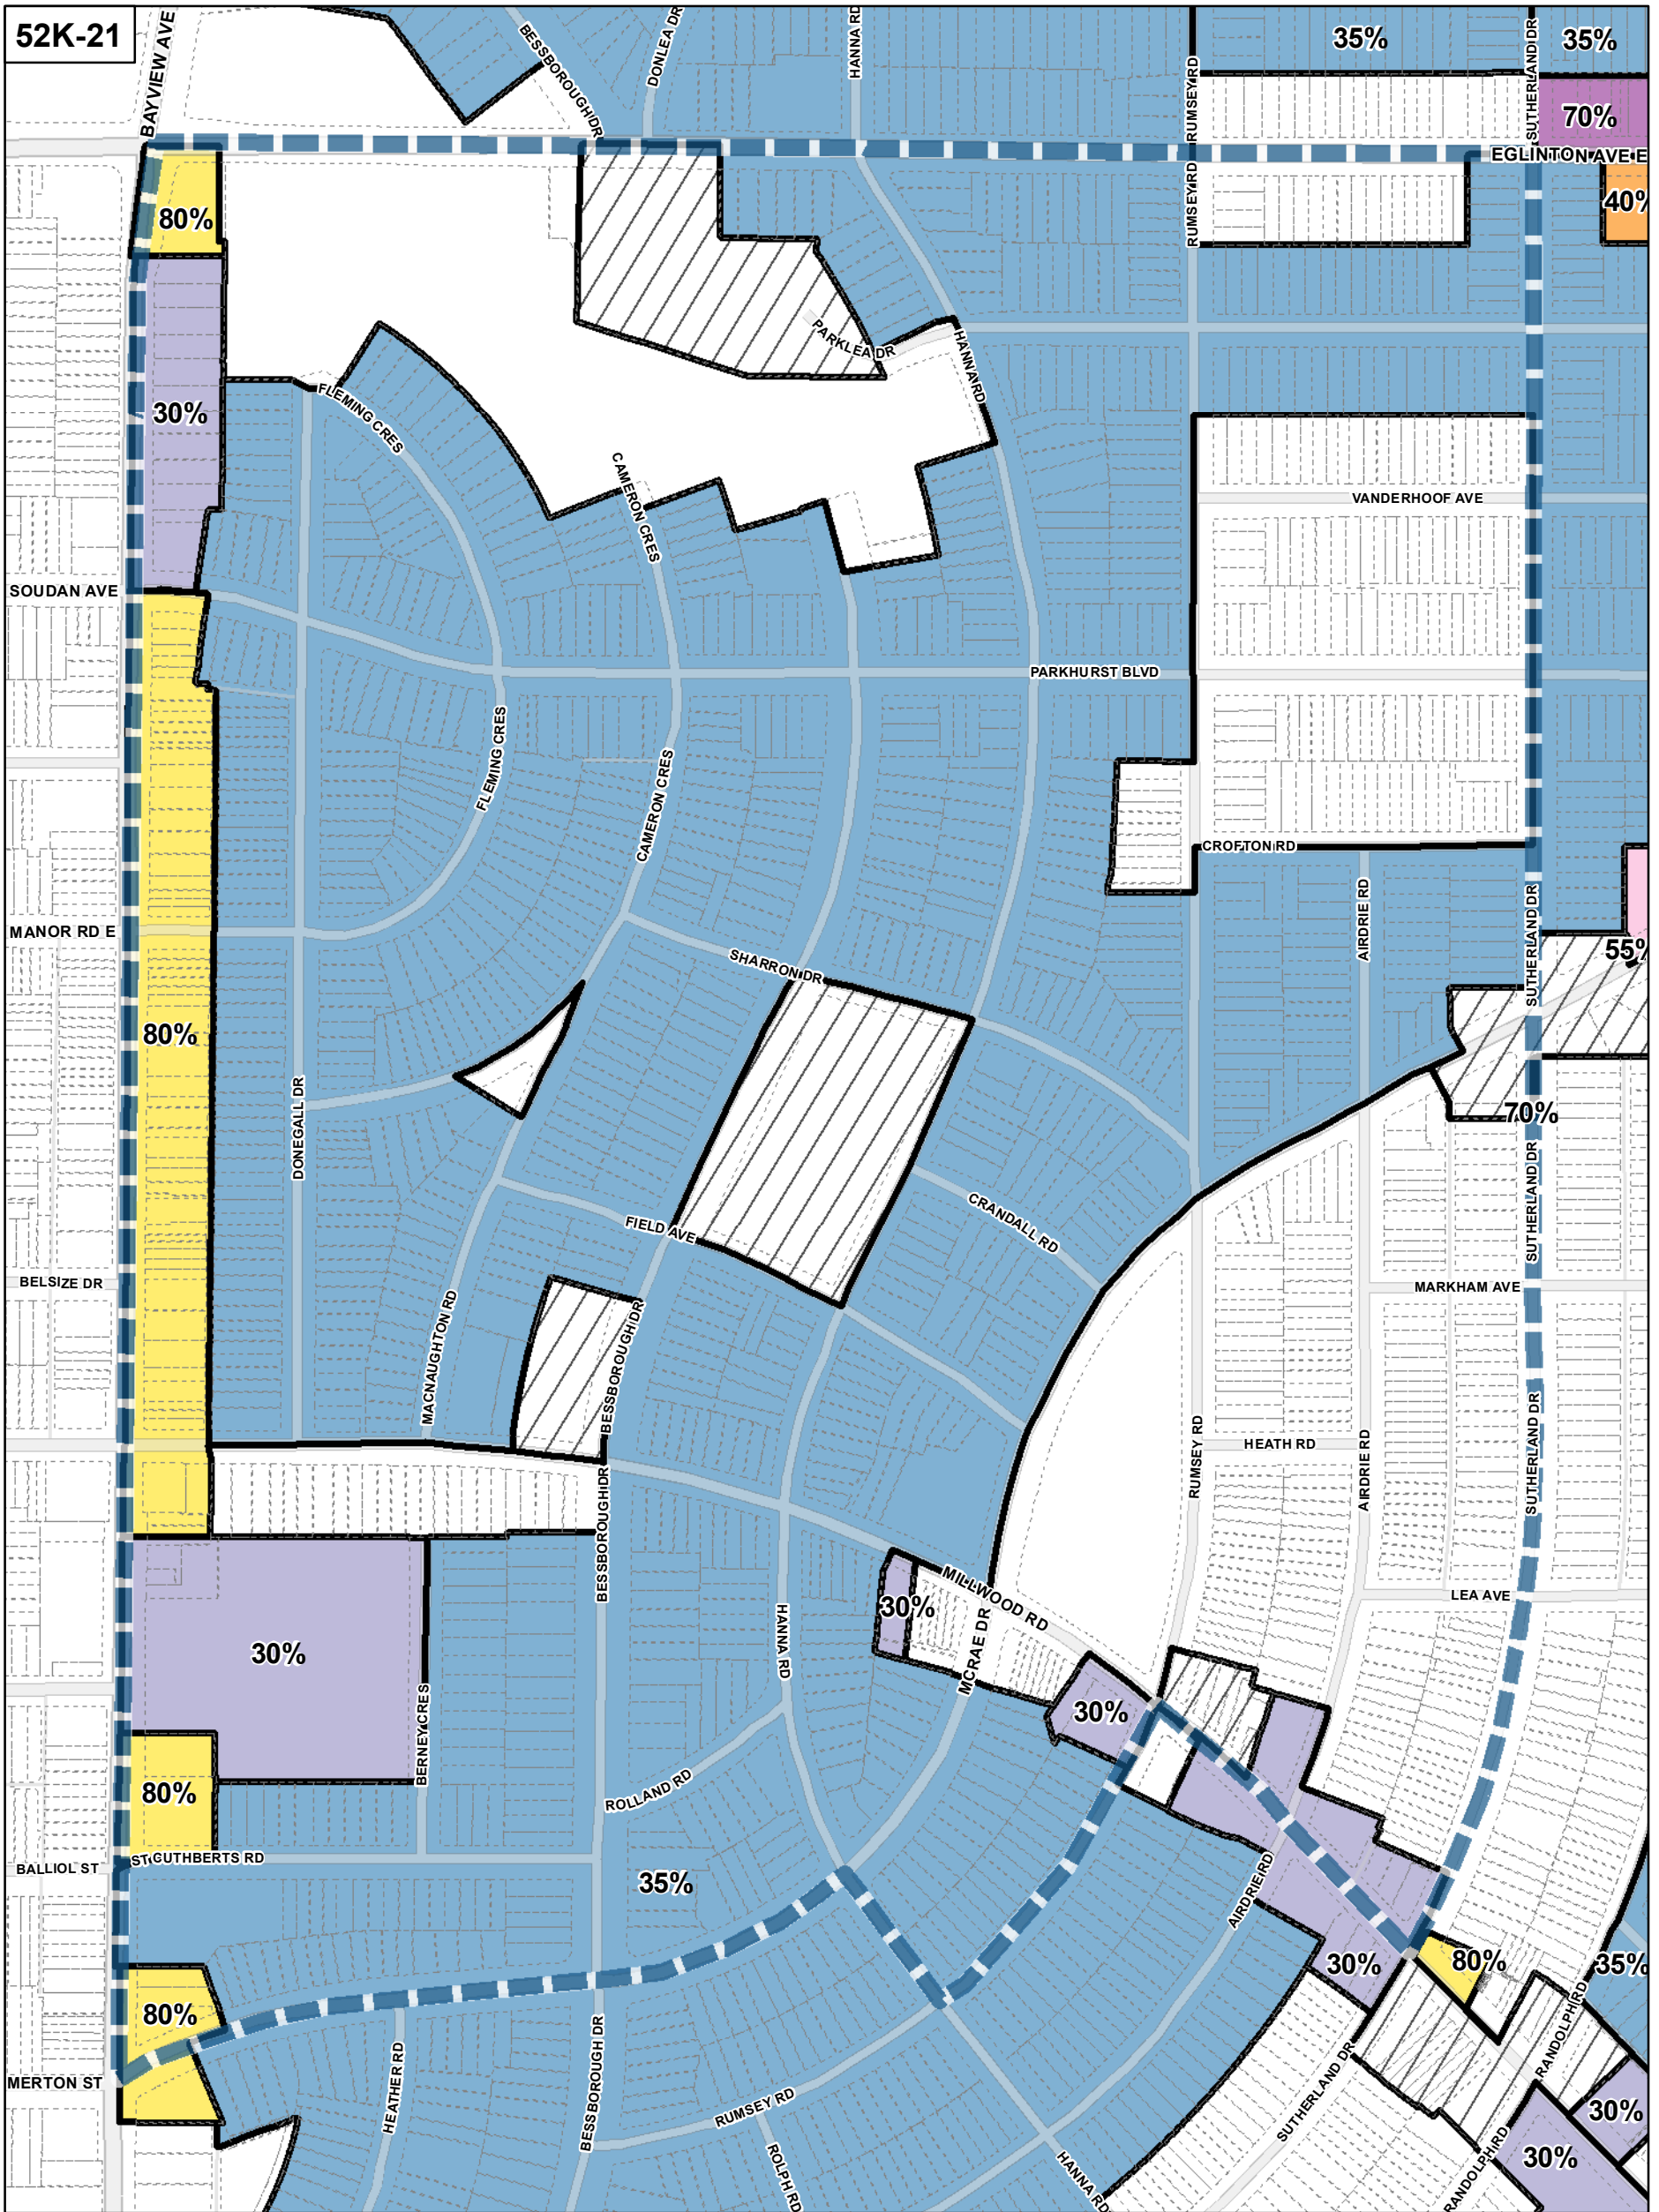 52K-21
BAYVIEW AVE
BESSBOROUGH DR
DONLEA DR
HANNA RD
RUMSEY RD
35%
SUTHERLAND DR
35%
70%
EGLINTON AVE E
RUMSEY RD
80%
40%
PARKLEA DR
HANNA RD
30%
FLEMING CRES
CAMERON CRES
VANDERHOOF AVE
SOUDAN AVE
PARKHURST BLVD
FLEMING CRES
CAMERON CRES
CROFTON RD
AIRDRIE RD
SUTHERLAND DR
MANOR RD E
SHARRON DR
55%
80%
DONEGALL DR
70%
SUTHERLAND DR
CRANDALL RD
FIELD AVE
BELSIZE DR
MARKHAM AVE
MACNAUGHTON RD
BESSBOROUGH DR
RUMSEY RD
HEATH RD
AIRDRIE RD
SUTHERLAND DR
BESSBOROUGH DR
MILLWOOD RD
LEA AVE
30%
HANNA RD
MCRAE DR
30%
30%
BERNEY CRES
80%
ROLLAND RD
ST CUTHBERTS RD
BALLIOL ST
35%
AIRDRIE RD
30%
80%
35%
80%
RANDOLPH RD
MERTON ST
HEATHER RD
BESSBOROUGH DR
RUMSEY RD
ROLPH RD
HANNA RD
SUTHERLAND DR
30%
RANDOLPH RD
30%